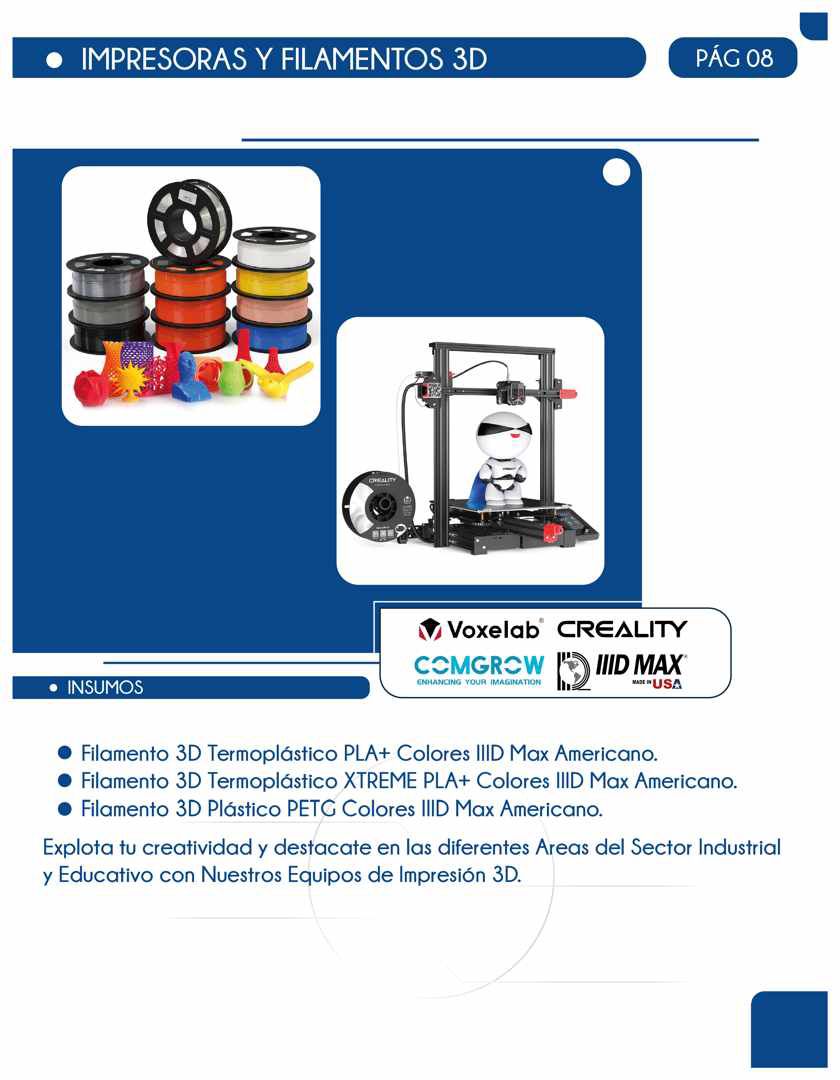 IMPRESORAS Y FILAMENTOS 3D
PÁG 08
CREALITY
Voxelab®
CREALITY
COMGROW
ENHANCING YOUR IMAGINATION
IIID MAX®
MADE IN USA
INSUMOS
Filamento 3D Termoplástico PLA+ Colores IIID Max Americano.
Filamento 3D Termoplástico XTREME PLA+ Colores IIID Max Americano.
Filamento 3D Plástico PETG Colores IIID Max Americano.
Explota tu creatividad y destacate en las diferentes Areas del Sector Industrial
y Educativo con Nuestros Equipos de Impresión 3D.